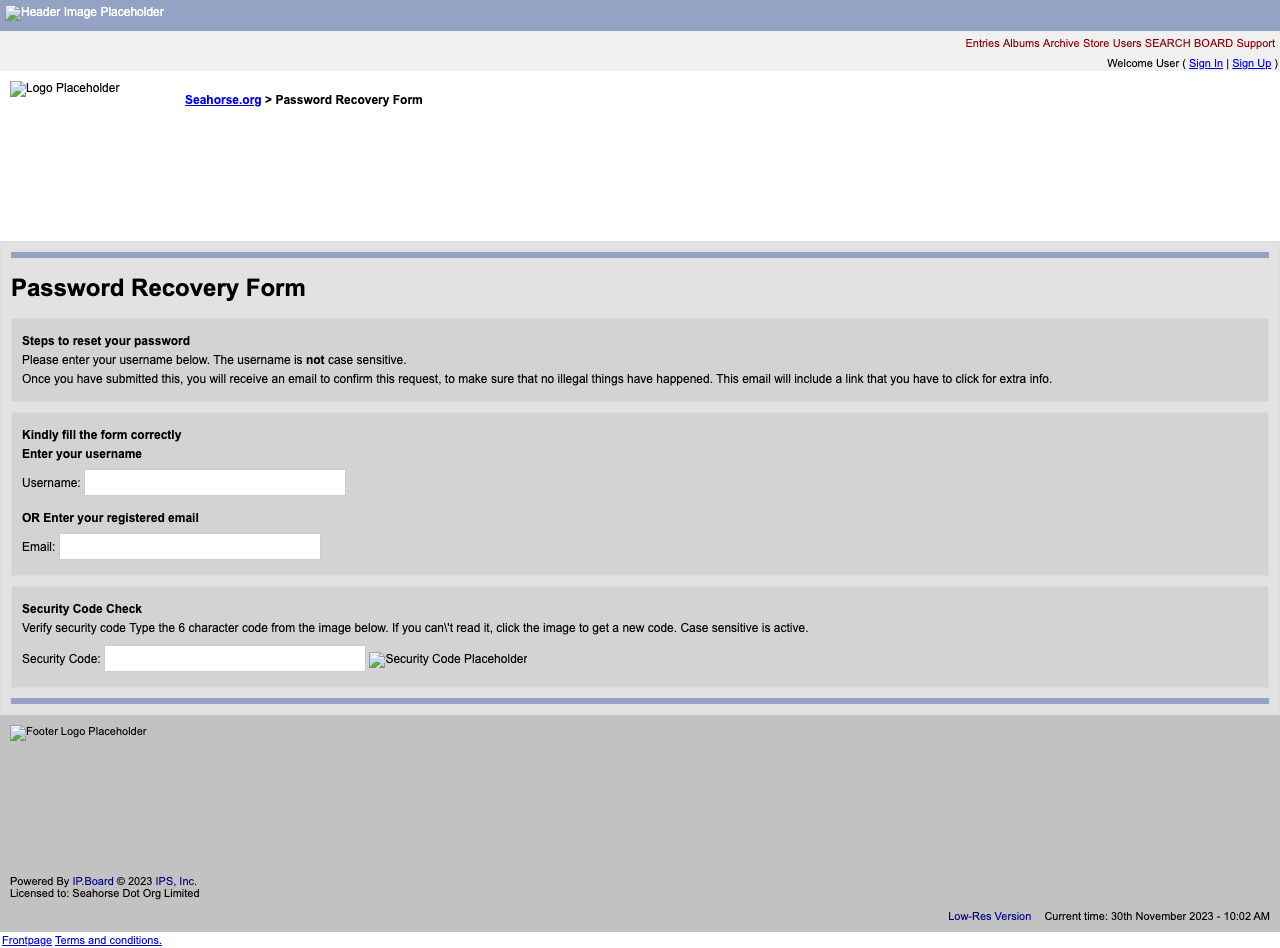 Header Image Placeholder
Entries Albums Archive Store Users SEARCH BOARD Support
Welcome User ( Sign In | Sign Up )
Logo Placeholder
Seahorse.org > Password Recovery Form
Password Recovery Form
Steps to reset your password
Please enter your username below. The username is not case sensitive.
Once you have submitted this, you will receive an email to confirm this request, to make sure that no illegal things have happened. This email will include a link that you have to click for extra info.
Kindly fill the form correctly
Enter your username
Username:
OR Enter your registered email
Email:
Security Code Check
Verify security code Type the 6 character code from the image below. If you can\'t read it, click the image to get a new code. Case sensitive is active.
Security Code: Security Code Placeholder
Footer Logo Placeholder
Powered By IP.Board © 2023 IPS, Inc.
Licensed to: Seahorse Dot Org Limited
Low-Res Version Current time: 30th November 2023 - 10:02 AM
Frontpage Terms and conditions.